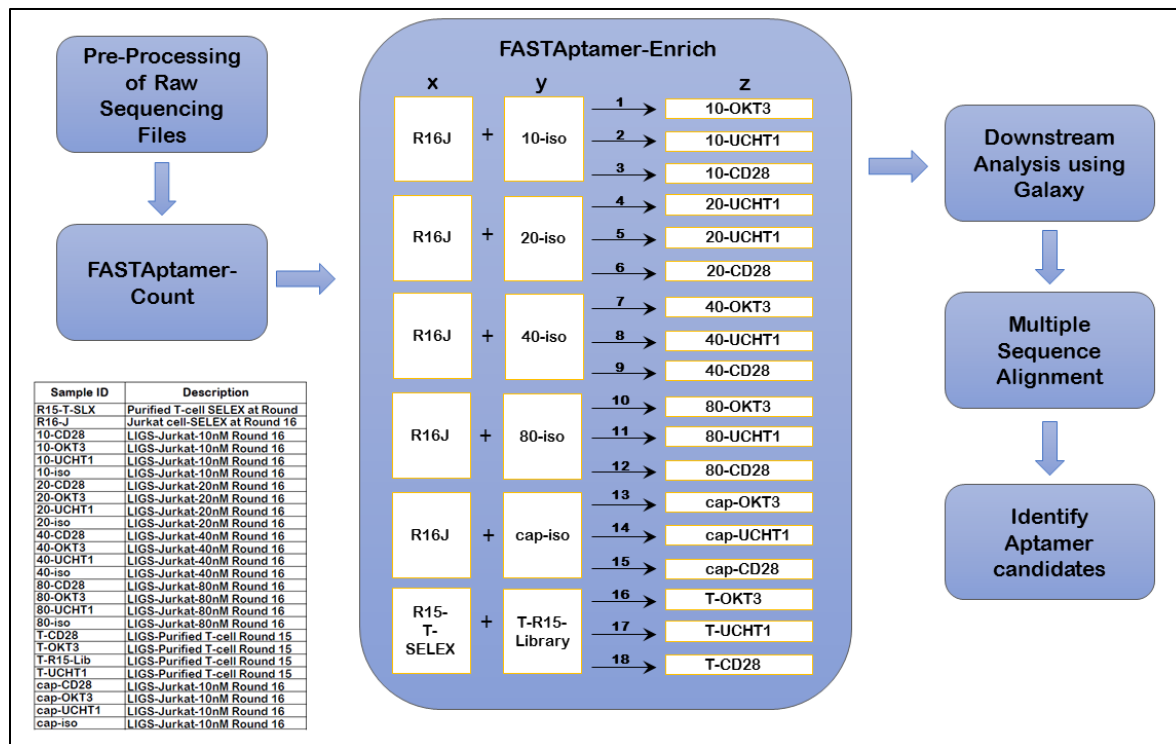 Pre-Processing
of Raw
Sequencing
Files
FASTAptamer-
Count
Sample ID Description
R15-T-SLX Purified T-cell SELEX at Round
R16-J Jurkat cell-SELEX at Round 16
10-CD28 LIGS-Jurkat-10nM Round 16
10-OKT3 LIGS-Jurkat-10nM Round 16
10-UCHT1 LIGS-Jurkat-10nM Round 16
10-iso LIGS-Jurkat-10nM Round 16
20-CD28 LIGS-Jurkat-20nM Round 16
20-OKT3 LIGS-Jurkat-20nM Round 16
20-UCHT1 LIGS-Jurkat-20nM Round 16
20-iso LIGS-Jurkat-20nM Round 16
40-CD28 LIGS-Jurkat-40nM Round 16
40-OKT3 LIGS-Jurkat-40nM Round 16
40-UCHT1 LIGS-Jurkat-40nM Round 16
40-iso LIGS-Jurkat-40nM Round 16
80-CD28 LIGS-Jurkat-80nM Round 16
80-OKT3 LIGS-Jurkat-80nM Round 16
80-UCHT1 LIGS-Jurkat-80nM Round 16
80-iso LIGS-Jurkat-80nM Round 16
T-CD28 LIGS-Purified T-cell Round 15
T-OKT3 LIGS-Purified T-cell Round 15
T-R15-Lib LIGS-Purified T-cell Round 15
T-UCHT1 LIGS-Purified T-cell Round 15
cap-CD28 LIGS-Jurkat-10nM Round 16
cap-OKT3 LIGS-Jurkat-10nM Round 16
cap-UCHT1 LIGS-Jurkat-10nM Round 16
cap-iso LIGS-Jurkat-10nM Round 16
FASTAptamer-Enrich
x y z
1 10-OKT3
R16J + 10-iso 2 10-UCHT1
3 10-CD28
4 20-UCHT1
R16J + 20-iso 5 20-UCHT1
6 20-CD28
7 40-OKT3
R16J + 40-iso 8 40-UCHT1
9 40-CD28
10 80-OKT3
R16J + 80-iso 11 80-UCHT1
12 80-CD28
13 cap-OKT3
R16J + cap-iso 14 cap-UCHT1
15 cap-CD28
16 T-OKT3
R15-
T-
SELEX + T-R15-
Library 17 T-UCHT1
18 T-CD28
Downstream
Analysis using
Galaxy
Multiple
Sequence
Alignment
Identify
Aptamer
candidates